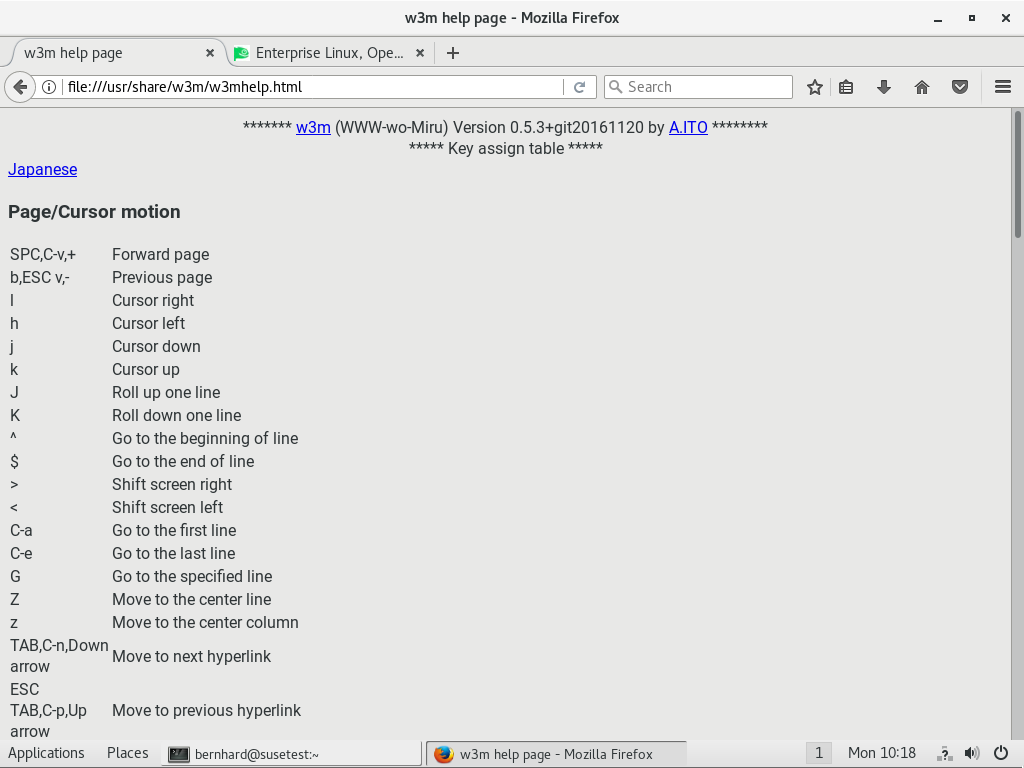 w3m help page - Mozilla Firefox
w3m help page
Enterprise Linux, Ope...
file:///usr/share/w3m/w3mhelp.html
Search
******* w3m (WWW-wo-Miru) Version 0.5.3+git20161120 by A.ITO ********
***** Key assign table *****
Japanese
Page/Cursor motion
SPC,C-v,+ Forward page
b,ESC v,- Previous page
l Cursor right
h Cursor left
j Cursor down
k Cursor up
J Roll up one line
K Roll down one line
^ Go to the beginning of line
$ Go to the end of line
> Shift screen right
< Shift screen left
C-a Go to the first line
C-e Go to the last line
G Go to the specified line
Z Move to the center line
z Move to the center column
TAB,C-n,Down
arrow
Move to next hyperlink
ESC
TAB,C-p,Up
arrow
Move to previous hyperlink
Applications Places bernhard@susetest:~ w3m help page - Mozilla Firefox 1 Mon 10:18